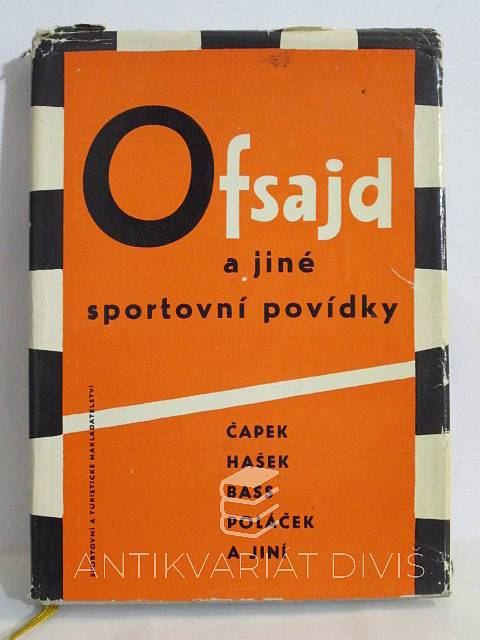 Ofsajd
a jiné
sportovní povídky
SPORTOVNÍ A TURISTICKÉ NAKLADATELSTVÍ
ČAPEK
HAŠEK
BASS
POLÁČEK
A JINÍ
ANTIKVARIÁT DIVIŠ